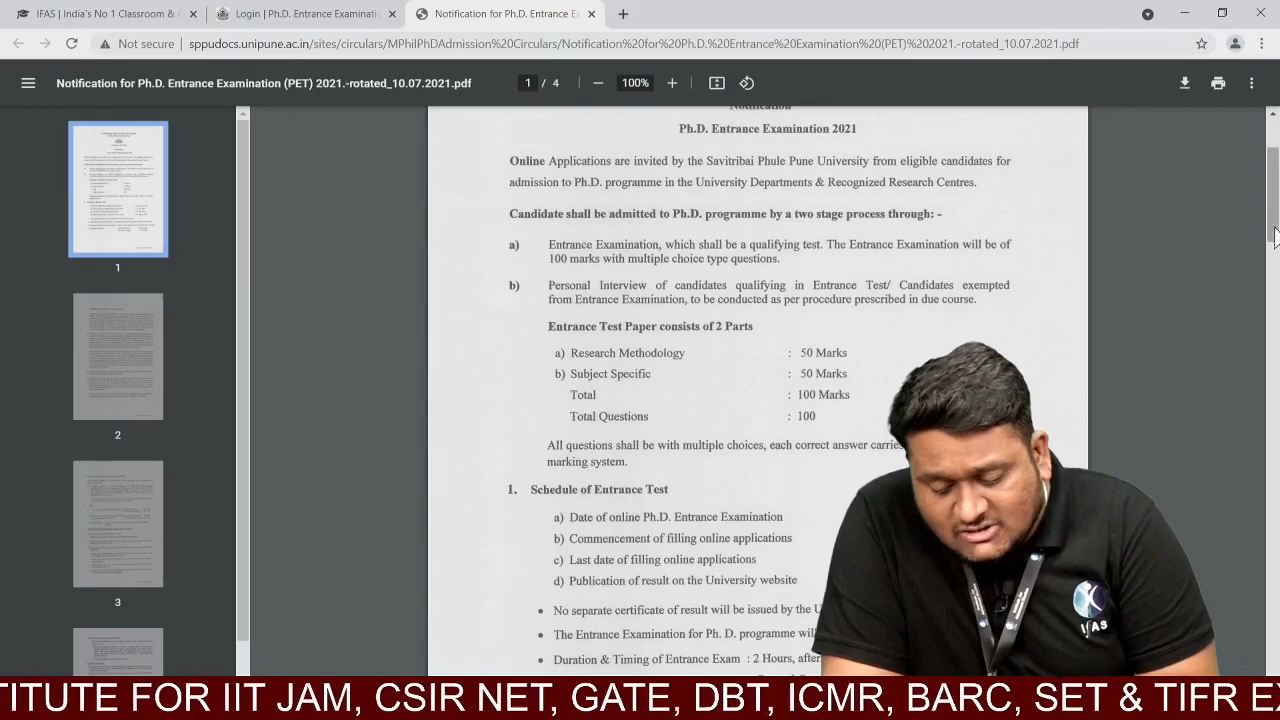 IFAS | India's No 1 Classroom & O
Login | Ph.D. Entrance Examinati
Notification for Ph.D. Entrance E
Not secure | sppudocs.unipune.ac.in/sites/circulars/MPhilPhDAdmission%20Circulars/Notification%20for%20Ph.D.%20Entrance%20Examination%20(PET)%202021.-rotated_10.07.2021.pdf
Notification for Ph.D. Entrance Examination (PET) 2021.-rotated_10.07.2021.pdf
1 / 4
100%
Notification
Ph.D. Entrance Examination 2021
Online Applications are invited by the Savitribai Phule Pune University from eligible candidates for
admission to Ph.D. programme in the University Departments & Recognized Research Centres.
Candidate shall be admitted to Ph.D. programme by a two stage process through: -
a) Entrance Examination, which shall be a qualifying test. The Entrance Examination will be of
100 marks with multiple choice type questions.
b) Personal Interview of candidates qualifying in Entrance Test/ Candidates exempted
from Entrance Examination, to be conducted as per procedure prescribed in due course.
Entrance Test Paper consists of 2 Parts
a) Research Methodology : 50 Marks
b) Subject Specific : 50 Marks
Total : 100 Marks
Total Questions : 100
All questions shall be with multiple choices, each correct answer carries
marking system.
1. Schedule of Entrance Test
a) Date of online Ph.D. Entrance Examination
b) Commencement of filling online applications
c) Last date of filling online applications
d) Publication of result on the University website
• No separate certificate of result will be issued by the U
• The Entrance Examination for Ph. D. programme wil
• Duration & Timing of Entrance Exam : 2 Hours, after
1
2
3
IFAS
TITUTE FOR IIT JAM, CSIR NET, GATE, DBT, ICMR, BARC, SET & TIFR EX